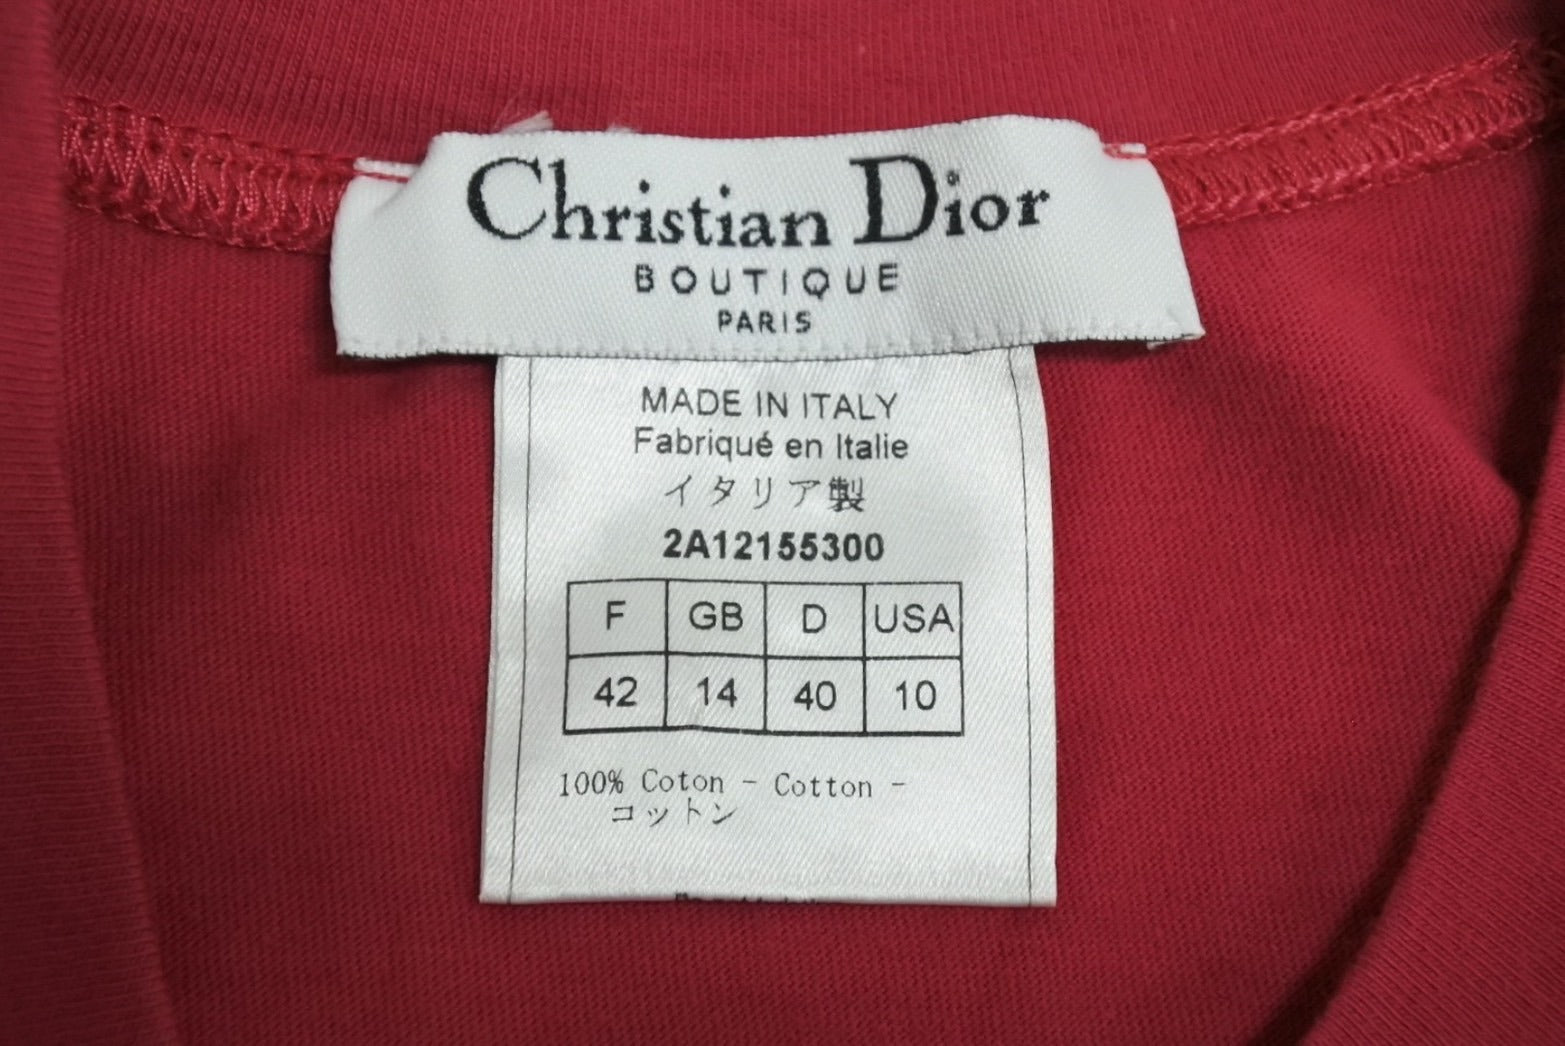 Christian Dior
BOUTIQUE
PARIS
MADE IN ITALY
Fabriqué en Italie
イタリア製
2A12155300
F GB D USA
42 14 40 10
100% Coton - Cotton -
コットン